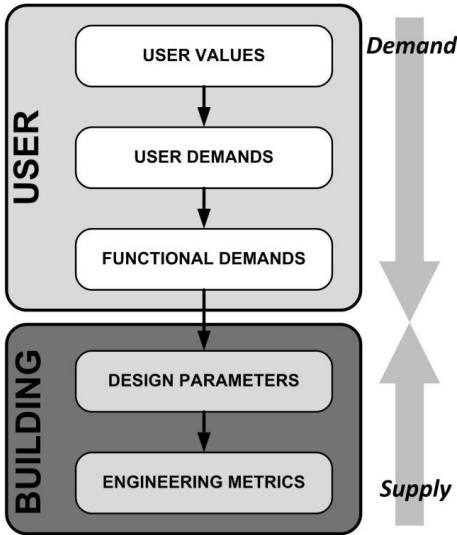 USER
USER VALUES
Demand
USER DEMANDS
FUNCTIONAL DEMANDS
BUILDING
DESIGN PARAMETERS
ENGINEERING METRICS
Supply